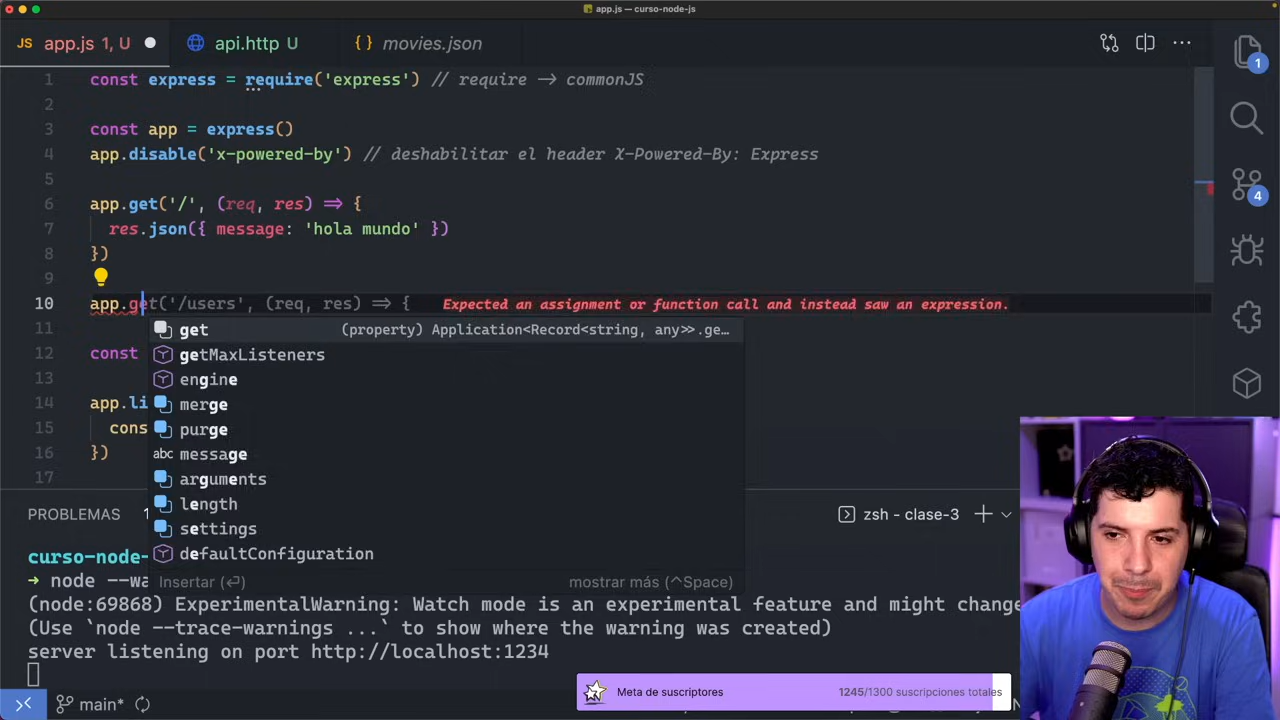 app.js — curso-node-js
JS app.js 1, U
api.http U
{} movies.json
1 const express = require('express') // require -> commonJS
2
3 const app = express()
4 app.disable('x-powered-by') // deshabilitar el header X-Powered-By: Express
5
6 app.get('/', (req, res) => {
7 res.json({ message: 'hola mundo' })
8 })
9
10 app.get('/users', (req, res) => { Expected an assignment or function call and instead saw an expression.
11
get (property) Application<Record<string, any>>.ge…
12 const
getMaxListeners
13
engine
14 app.li
merge
15 cons
purge
16 })
message
17
arguments
length
settings
defaultConfiguration
Insertar (⏎) mostrar más (^Space)
1
4
PROBLEMAS 1
zsh - clase-3
curso-node-
→ node --wa
(node:69868) ExperimentalWarning: Watch mode is an experimental feature and might change
(Use `node --trace-warnings ...` to show where the warning was created)
server listening on port http://localhost:1234
Meta de suscriptores 1245/1300 suscripciones totales
main*